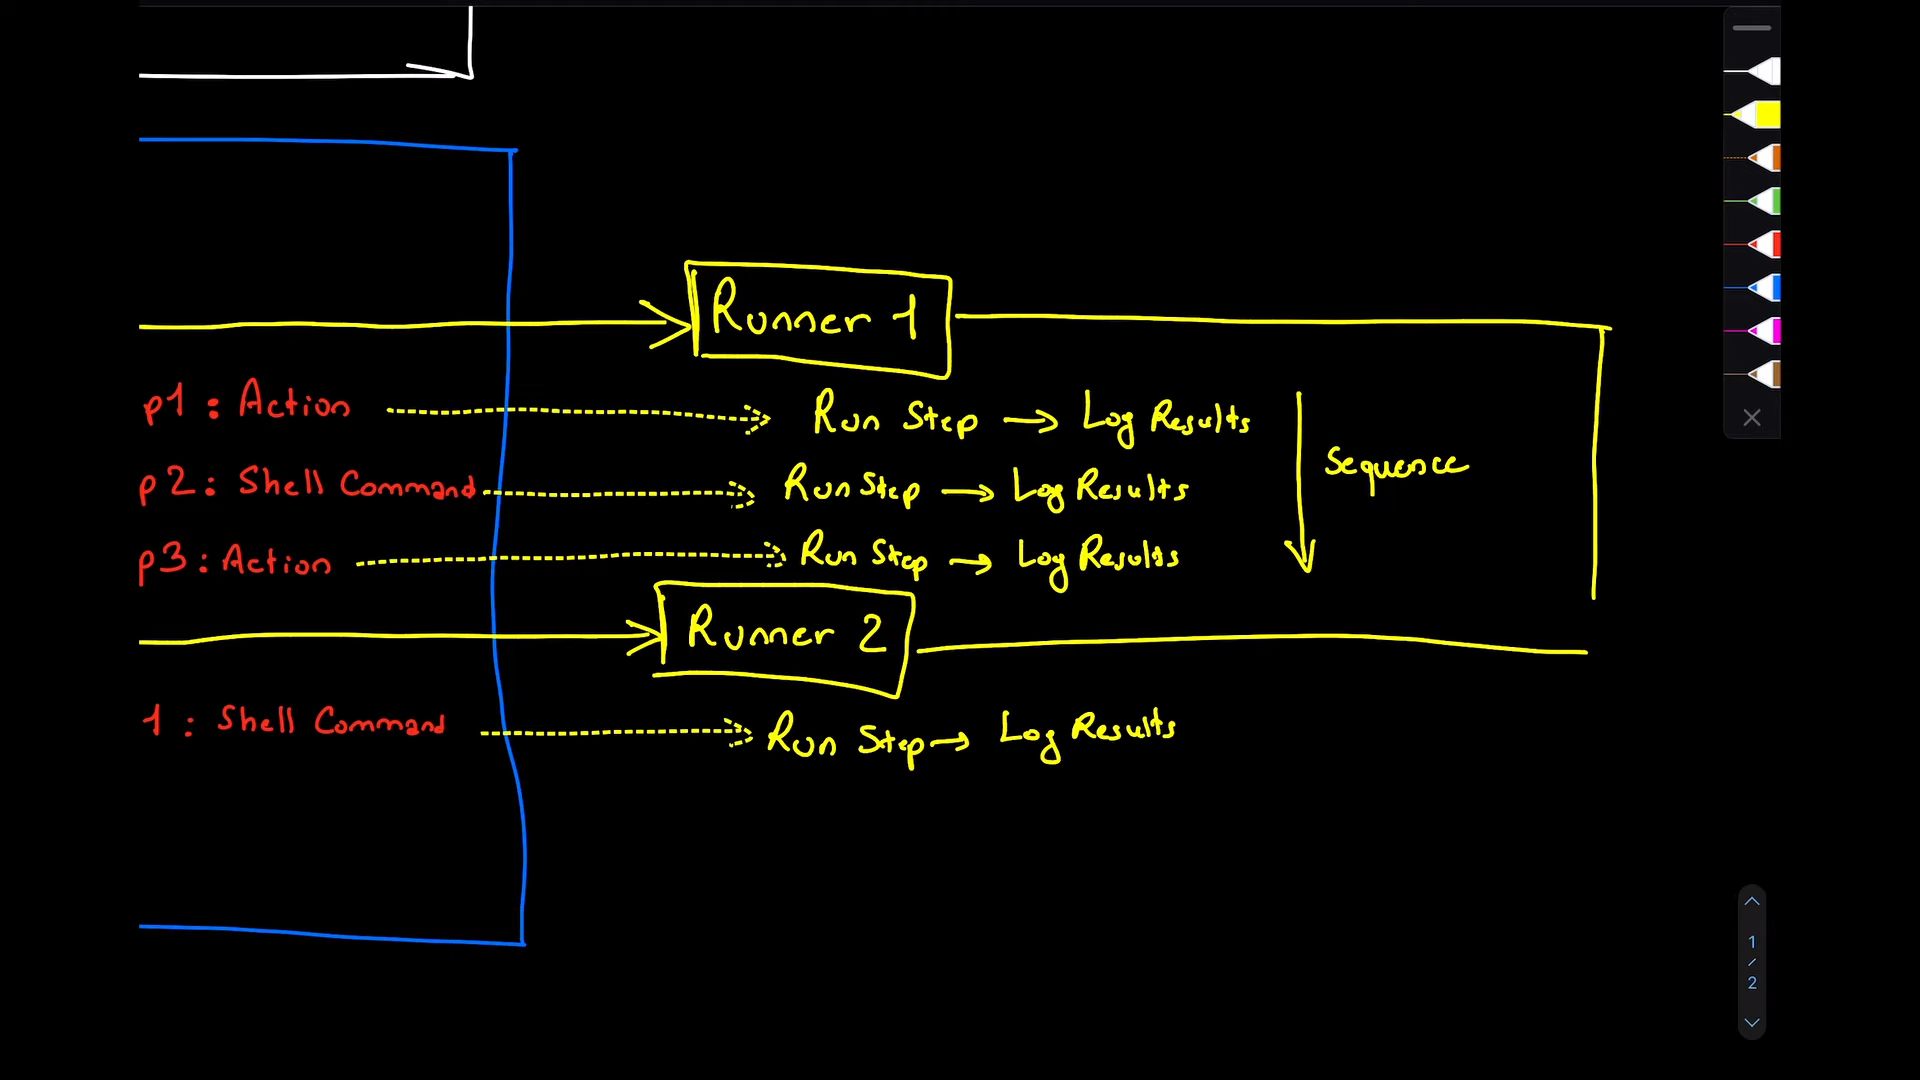 Runner 1
p1 : Action Run Step → Log Results
p2 : Shell Command Run Step → Log Results
Sequence
p3 : Action Run Step → Log Results
Runner 2
1 : Shell Command Run Step → Log Results
1
/
2